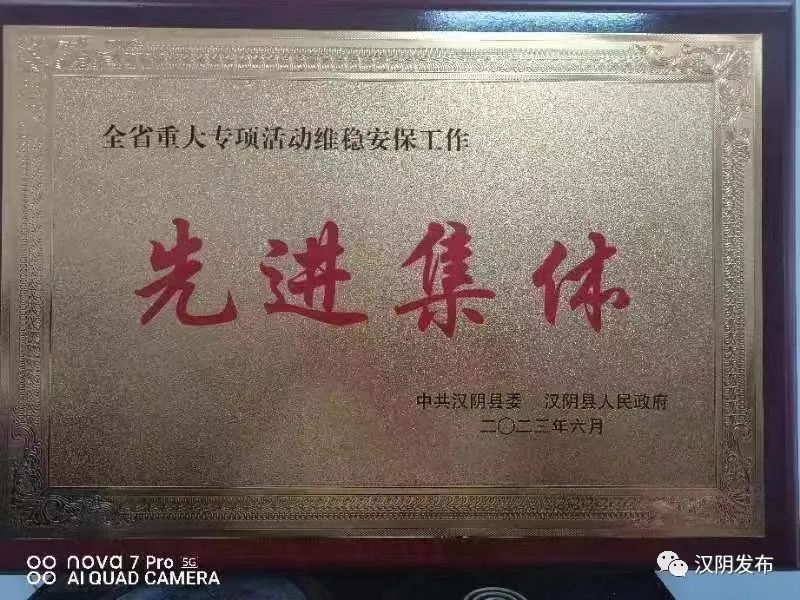 全省重大专项活动维稳安保工作
先进集体
中共汉阴县委 汉阴县人民政府
二〇二三年六月
nova 7 Pro 5G
AI QUAD CAMERA
汉阴发布